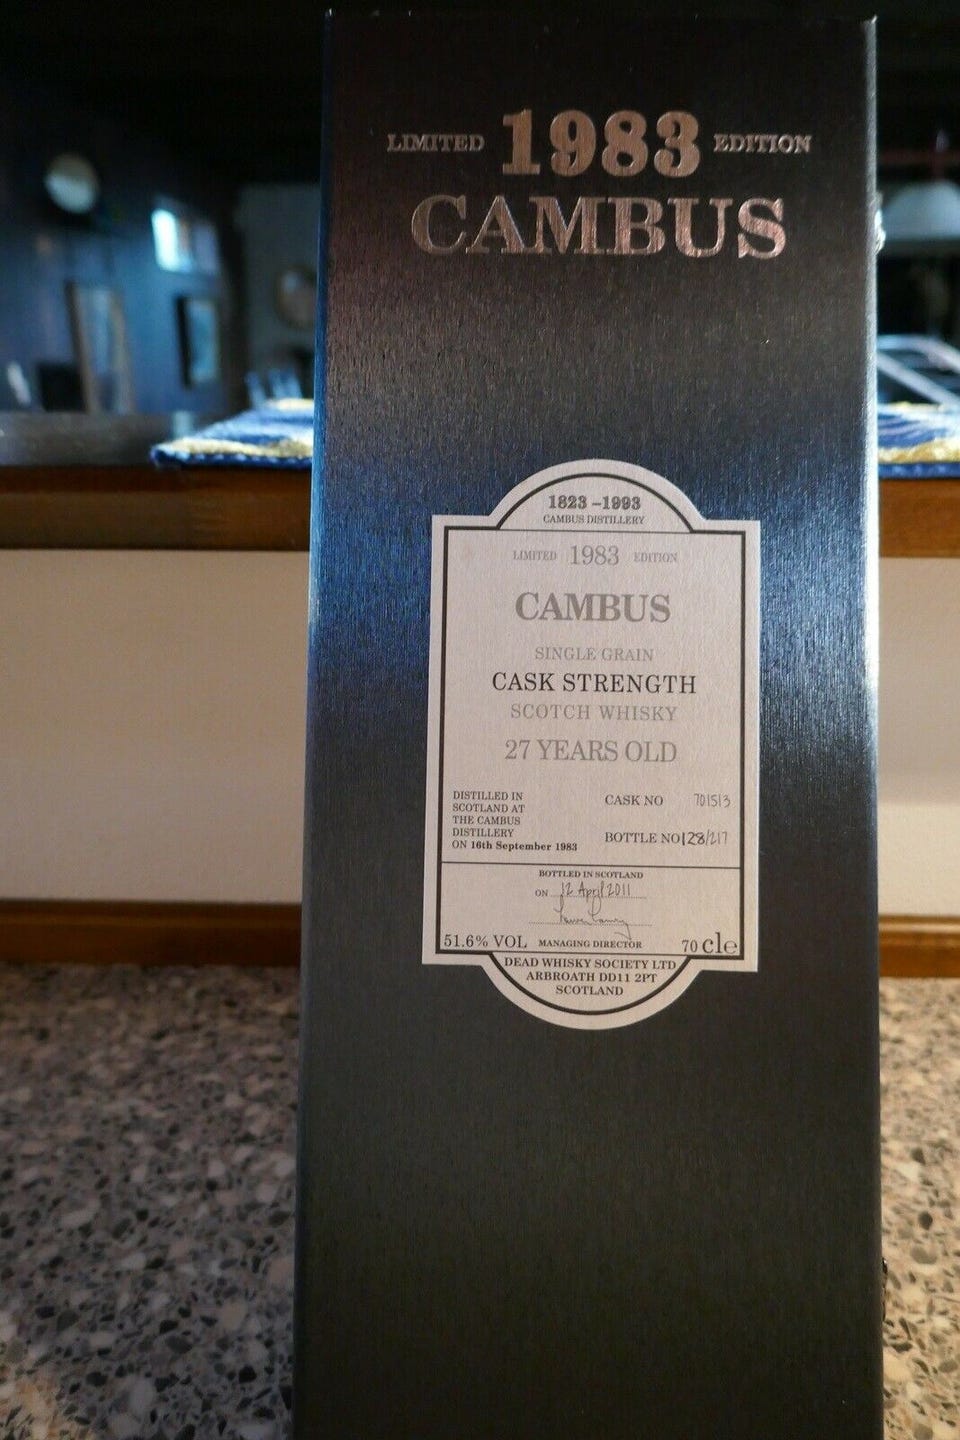 LIMITED 1983 EDITION
CAMBUS
1823 –1993
CAMBUS DISTILLERY
LIMITED 1983 EDITION
CAMBUS
SINGLE GRAIN
CASK STRENGTH
SCOTCH WHISKY
27 YEARS OLD
DISTILLED IN
SCOTLAND AT
THE CAMBUS
DISTILLERY
ON 16th September 1983
CASK NO 701513
BOTTLE NO 128/217
BOTTLED IN SCOTLAND
ON 12 April 2011
51.6% VOL MANAGING DIRECTOR 70 cle
DEAD WHISKY SOCIETY LTD
ARBROATH DD11 2PT
SCOTLAND